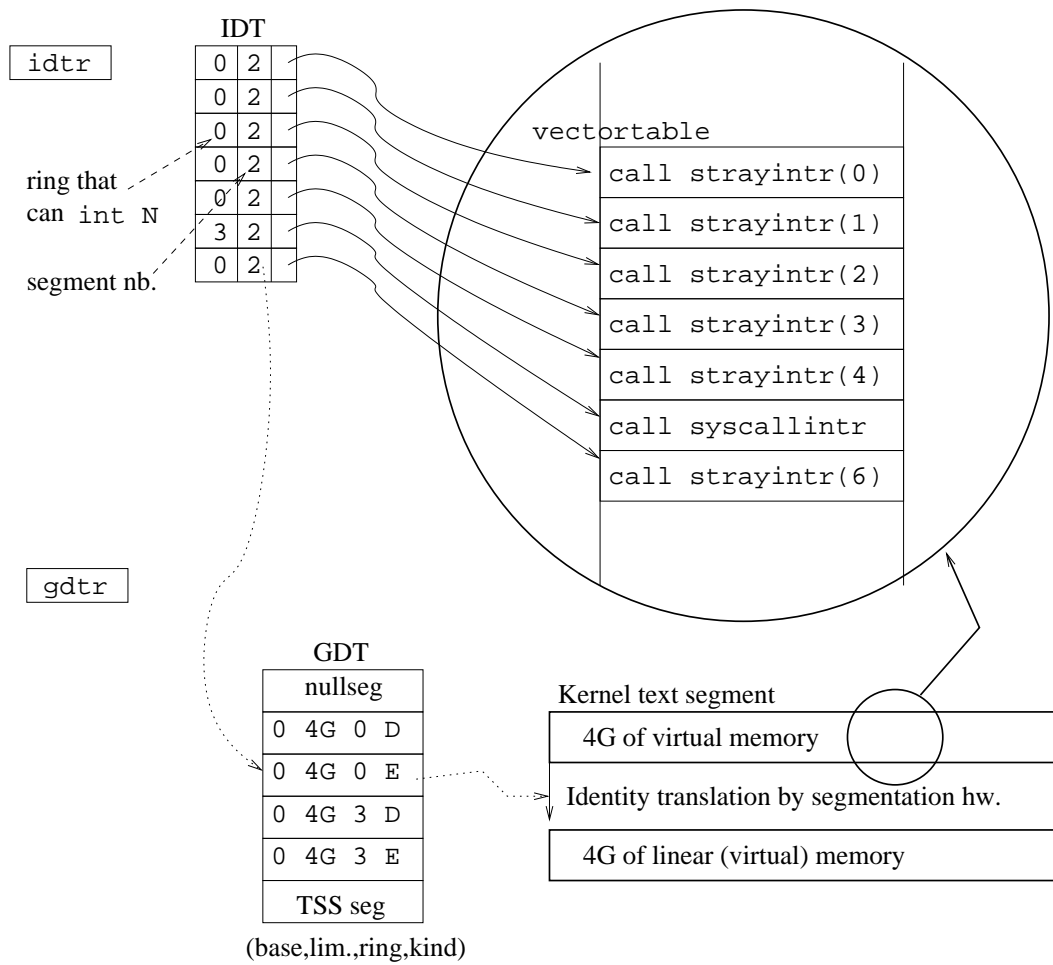 IDT
idtr
0 2
0 2
0 2
0 2
0 2
3 2
0 2
ring that
can int N
segment nb.
vectortable
call strayintr(0)
call strayintr(1)
call strayintr(2)
call strayintr(3)
call strayintr(4)
call syscallintr
call strayintr(6)
gdtr
GDT
nullseg
0 4G 0 D
0 4G 0 E
0 4G 3 D
0 4G 3 E
TSS seg
(base,lim.,ring,kind)
Kernel text segment
4G of virtual memory
Identity translation by segmentation hw.
4G of linear (virtual) memory